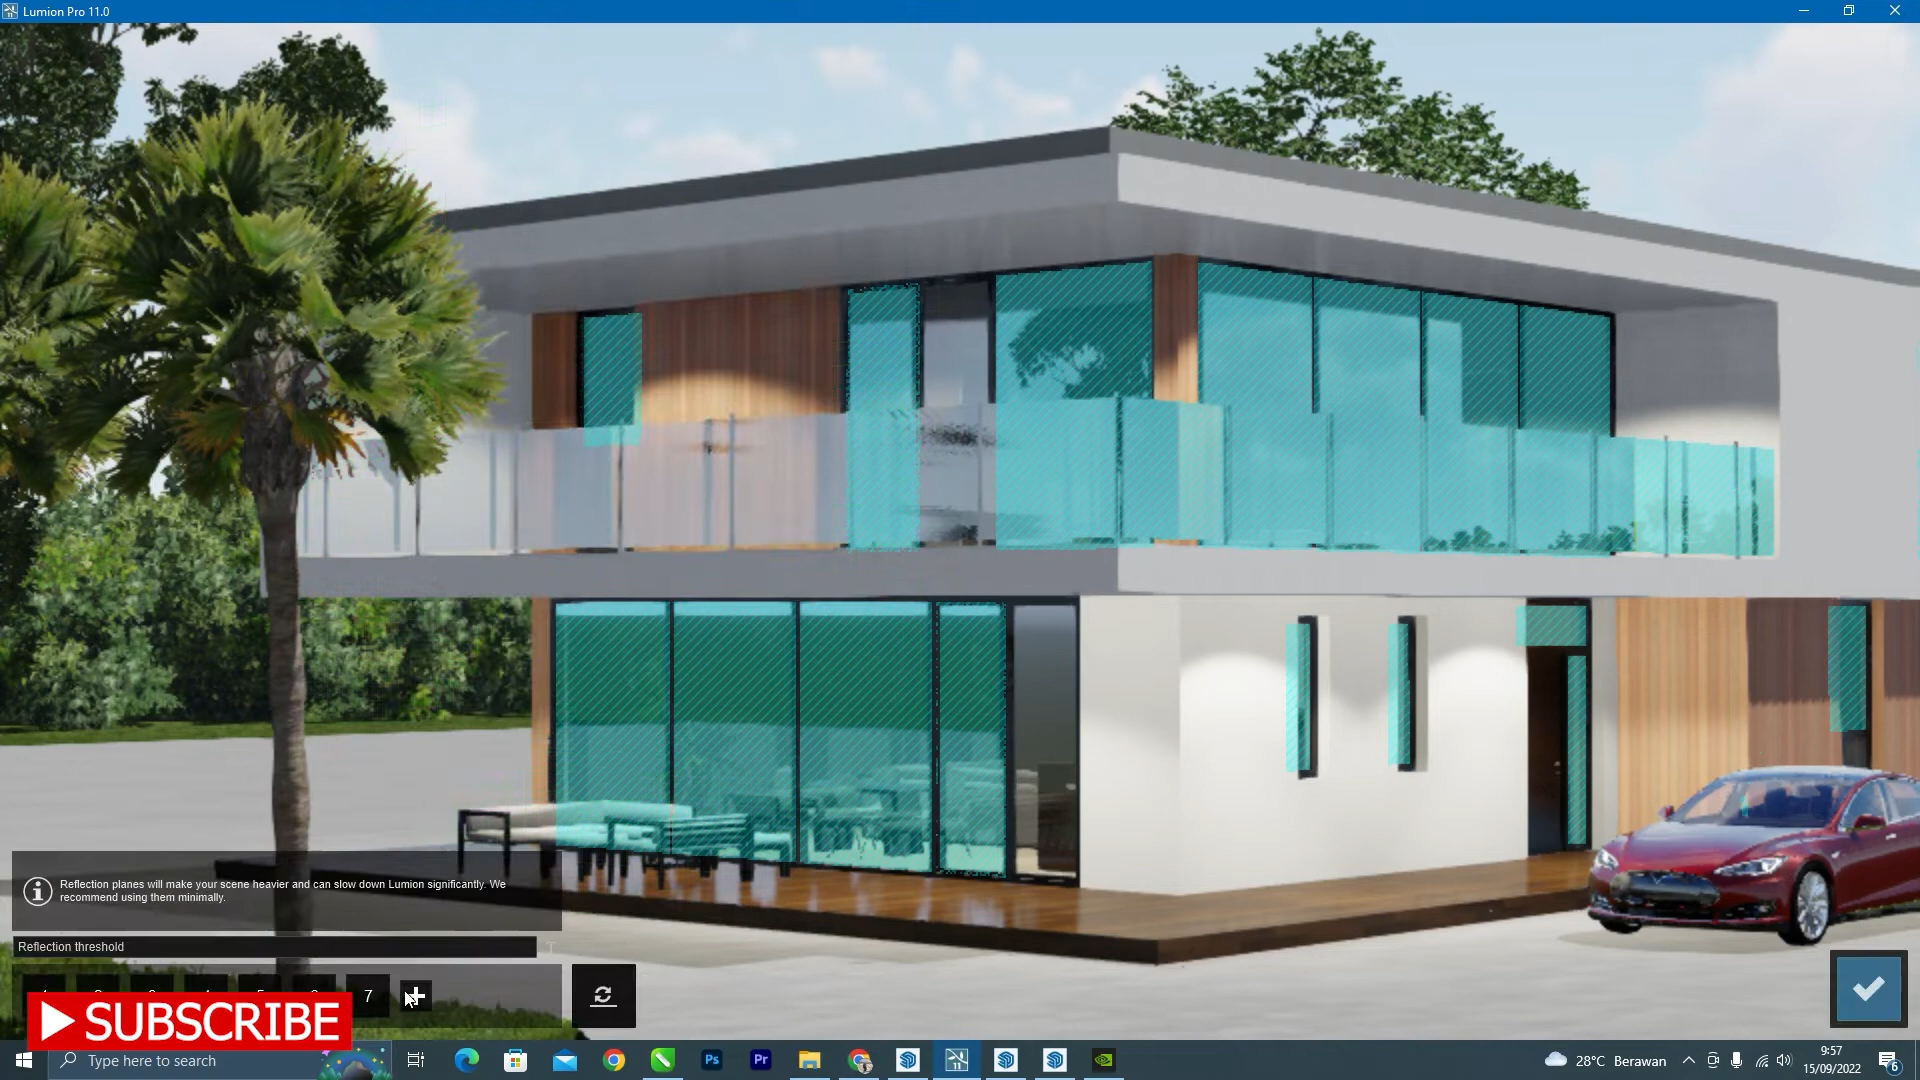 Lumion Pro 11.0
Reflection planes will make your scene heavier and can slow down Lumion significantly. We
recommend using them minimally.
Reflection threshold
7
SUBSCRIBE
Type here to search
Ps
Pr
11
28°C Berawan
9:57
15/09/2022
6